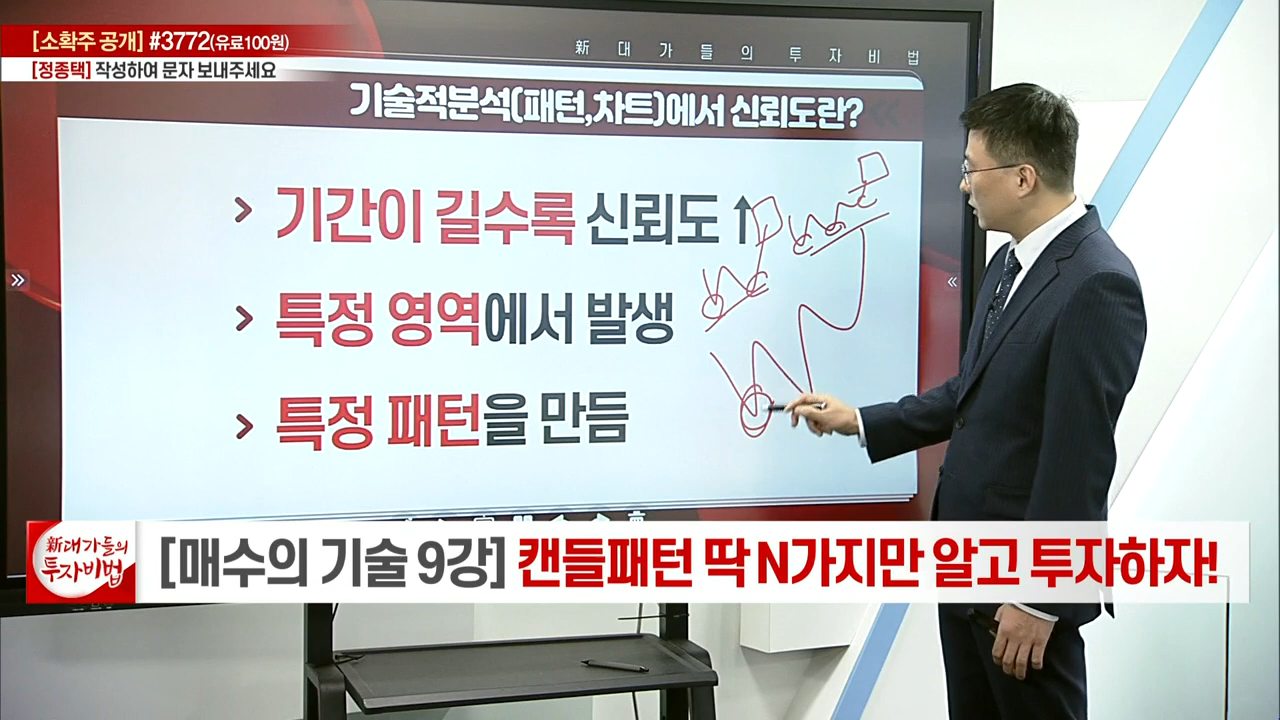 [소확주 공개] #3772(유료100원)
[정종택] 작성하여 문자 보내주세요
新 대 가 들 의 투 자 비 법
기술적분석(패턴,차트)에서 신뢰도란?
기간이 길수록 신뢰도 ↑
특정 영역에서 발생
특정 패턴을 만듬
新대가들의
투자비법
[매수의 기술 9강] 캔들패턴 딱 N가지만 알고 투자하자!